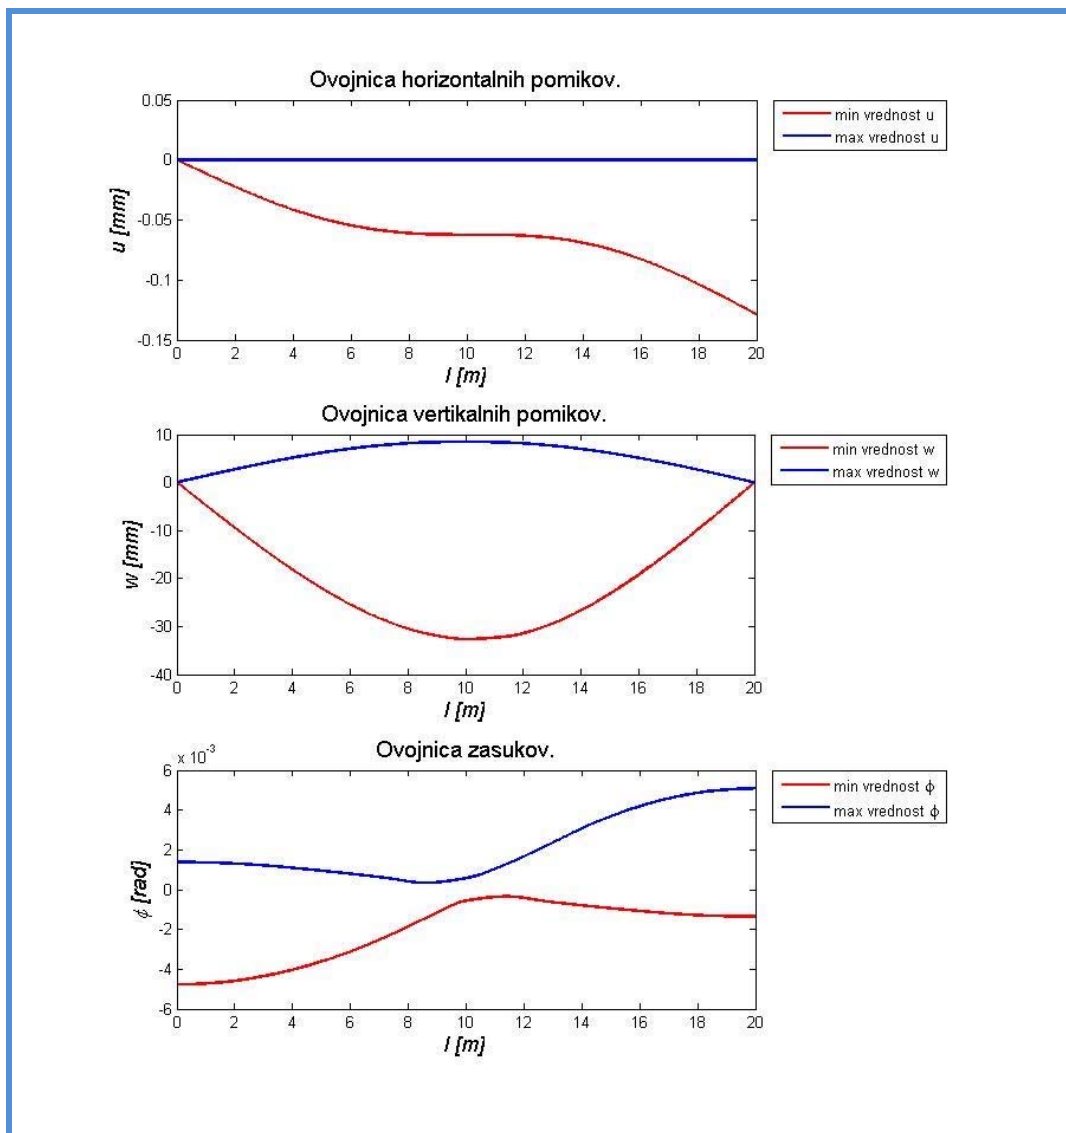 Ovojnica horizontalnih pomikov.
0.05
0
-0.05
-0.1
-0.15
u [mm]
0 2 4 6 8 10 12 14 16 18 20
l [m]
min vrednost u
max vrednost u
Ovojnica vertikalnih pomikov.
10
0
-10
-20
-30
-40
w [mm]
0 2 4 6 8 10 12 14 16 18 20
l [m]
min vrednost w
max vrednost w
Ovojnica zasukov.
x 10⁻³
6
4
2
0
-2
-4
-6
ϕ [rad]
0 2 4 6 8 10 12 14 16 18 20
l [m]
min vrednost ϕ
max vrednost ϕ